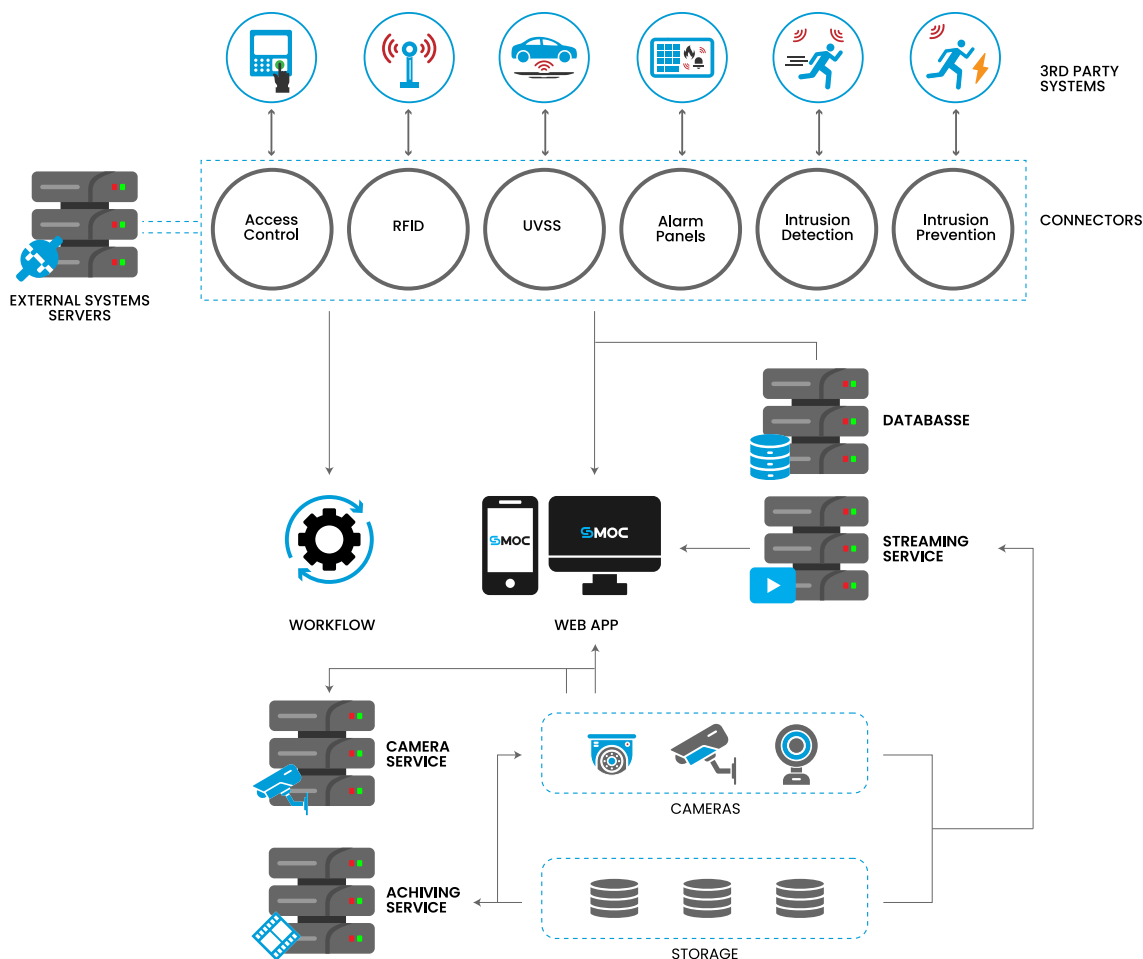 3RD PARTY
SYSTEMS
Access
Control
RFID
UVSS
Alarm
Panels
Intrusion
Detection
Intrusion
Prevention
CONNECTORS
EXTERNAL SYSTEMS
SERVERS
DATABASSE
SMOC
SMOC
STREAMING
SERVICE
WORKFLOW
WEB APP
CAMERA
SERVICE
CAMERAS
ACHIVING
SERVICE
STORAGE